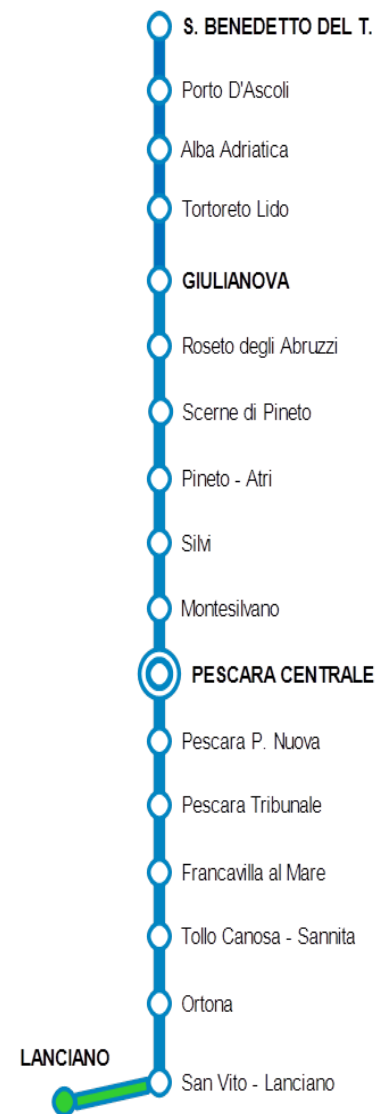 S. BENEDETTO DEL T.
Porto D'Ascoli
Alba Adriatica
Tortoreto Lido
GIULIANOVA
Roseto degli Abruzzi
Scerne di Pineto
Pineto - Atri
Silvi
Montesilvano
PESCARA CENTRALE
Pescara P. Nuova
Pescara Tribunale
Francavilla al Mare
Tollo Canosa - Sannita
Ortona
LANCIANO
San Vito - Lanciano